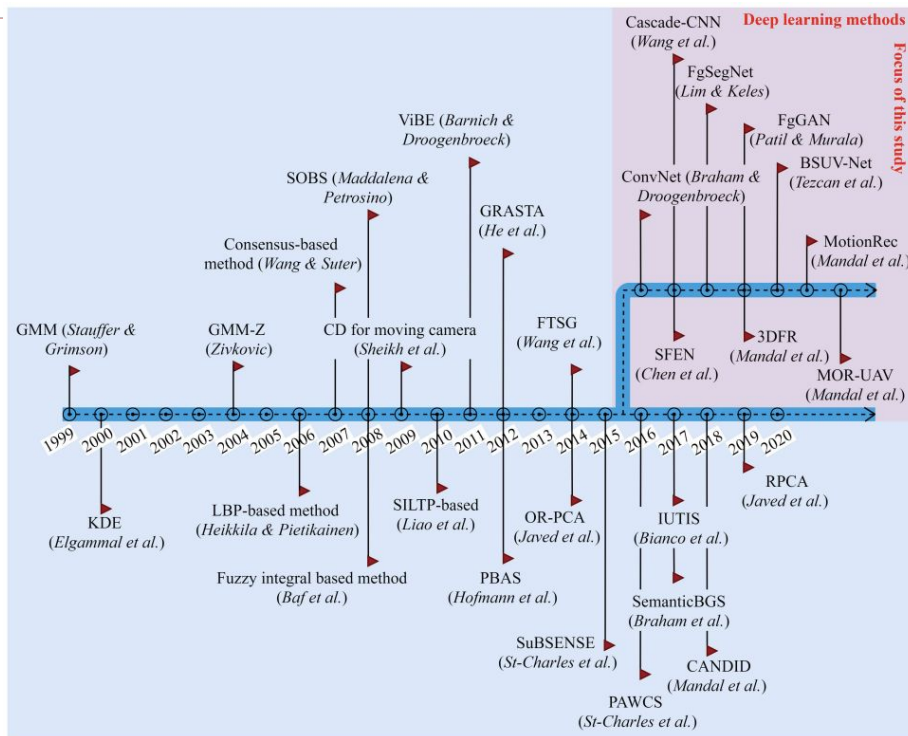 Deep learning methods
Focus of this study
Cascade-CNN
(Wang et al.)
FgSegNet
(Lim & Keles)
FgGAN
(Patil & Murala)
ViBE (Barnich &
Droogenbroeck)
BSUV-Net
(Tezcan et al.)
ConvNet (Braham &
Droogenbroeck)
SOBS (Maddalena &
Petrosino)
GRASTA
(He et al.)
Consensus-based
method (Wang & Suter)
MotionRec
(Mandal et al.)
GMM (Stauffer &
Grimson)
GMM-Z
(Zivkovic)
CD for moving camera
(Sheikh et al.)
FTSG
(Wang et al.)
SFEN
(Chen et al.)
3DFR
(Mandal et al.)
MOR-UAV
(Mandal et al.)
1999
2000
2001
2002
2003
2004
2005
2006
2007
2008
2009
2010
2011
2012
2013
2014
2015
2016
2017
2018
2019
2020
KDE
(Elgammal et al.)
LBP-based method
(Heikkila & Pietikainen)
SILTP-based
(Liao et al.)
OR-PCA
(Javed et al.)
RPCA
(Javed et al.)
IUTIS
(Bianco et al.)
Fuzzy integral based method
(Baf et al.)
PBAS
(Hofmann et al.)
SemanticBGS
(Braham et al.)
SuBSENSE
(St-Charles et al.)
CANDID
(Mandal et al.)
PAWCS
(St-Charles et al.)